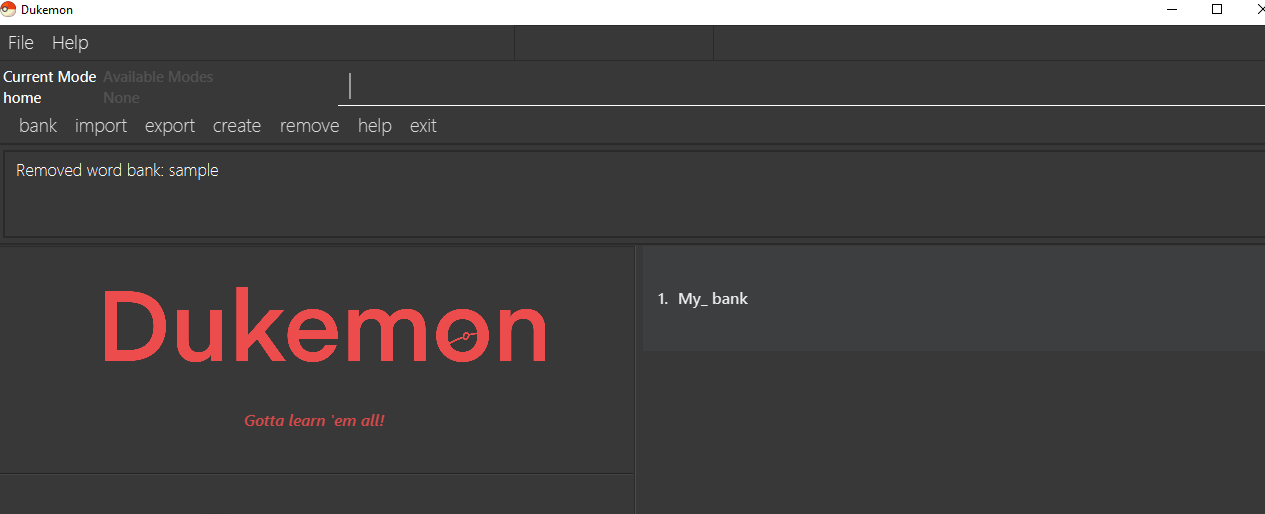 Dukemon
File Help
Current Mode Available Modes
home None
bank import export create remove help exit
Removed word bank: sample
Dukemon
Gotta learn 'em all!
1. My_ bank